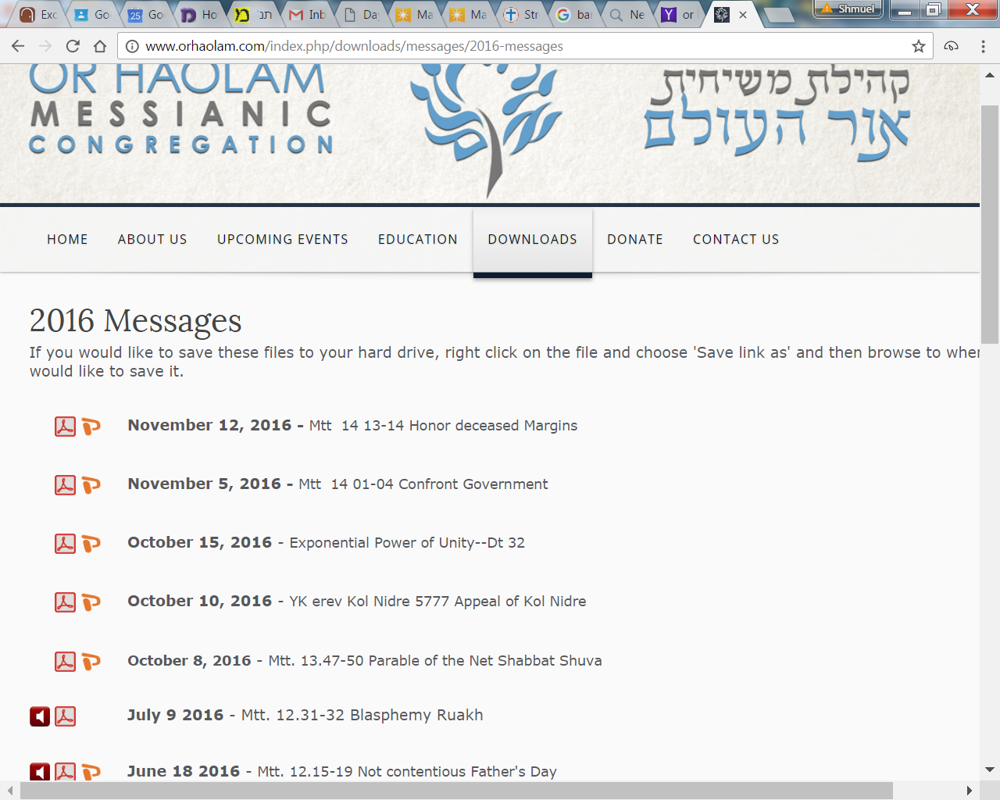 Exc
Go
25
Go
Ho
תנ"
Inb
Da
Ma
Ma
Str
bar
Ne
or
Shmuel
www.orhaolam.com/index.php/downloads/messages/2016-messages
OR HAOLAM
MESSIANIC
CONGREGATION
קהילת משיחית
אור העולם
HOME ABOUT US UPCOMING EVENTS EDUCATION DOWNLOADS DONATE CONTACT US
2016 Messages
If you would like to save these files to your hard drive, right click on the file and choose 'Save link as' and then browse to wher
would like to save it.
November 12, 2016 - Mtt 14 13-14 Honor deceased Margins
November 5, 2016 - Mtt 14 01-04 Confront Government
October 15, 2016 - Exponential Power of Unity--Dt 32
October 10, 2016 - YK erev Kol Nidre 5777 Appeal of Kol Nidre
October 8, 2016 - Mtt. 13.47-50 Parable of the Net Shabbat Shuva
July 9 2016 - Mtt. 12.31-32 Blasphemy Ruakh
June 18 2016 - Mtt. 12.15-19 Not contentious Father's Day